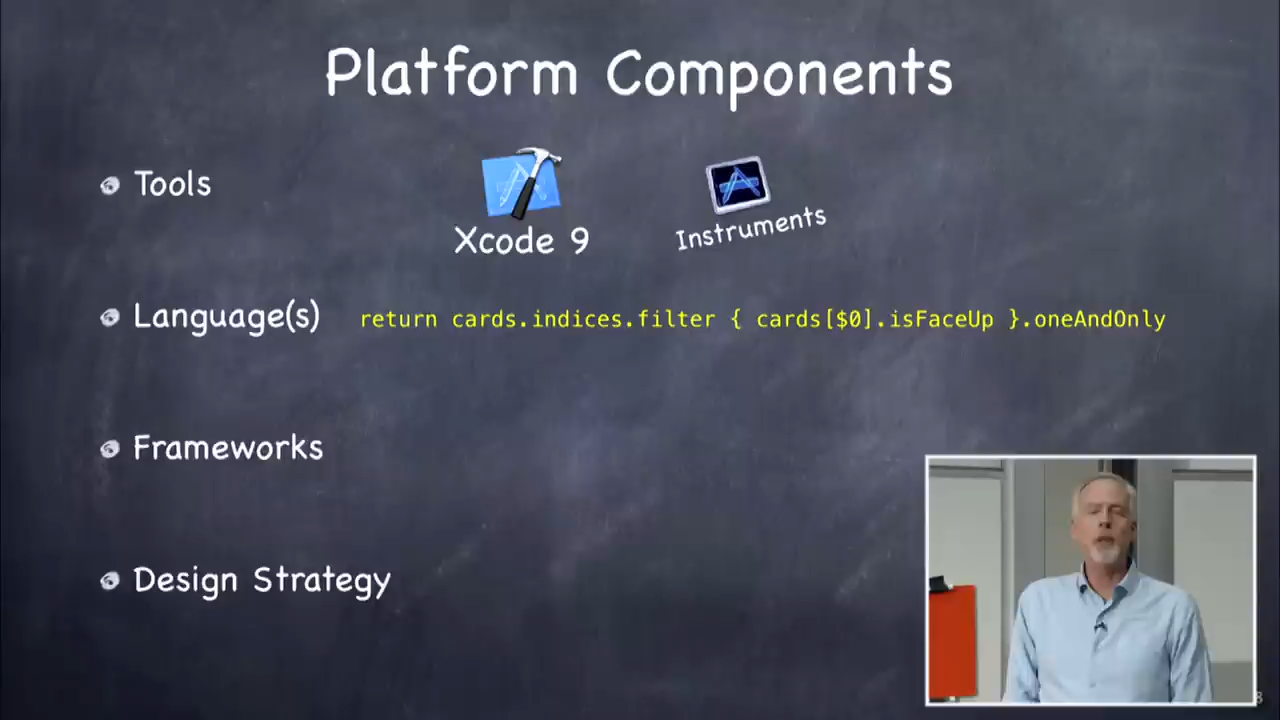 Platform Components
Tools
Xcode 9
Instruments
Language(s)
return cards.indices.filter { cards[$0].isFaceUp }.oneAndOnly
Frameworks
Design Strategy